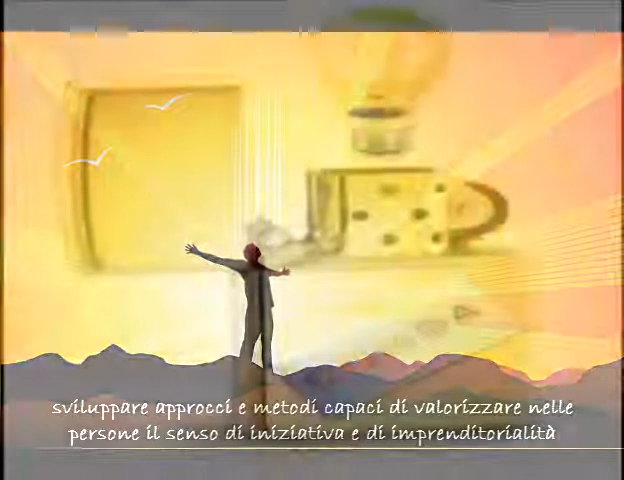 sviluppare approcci e metodi capaci di valorizzare nelle
persone il senso di iniziativa e di imprenditorialità